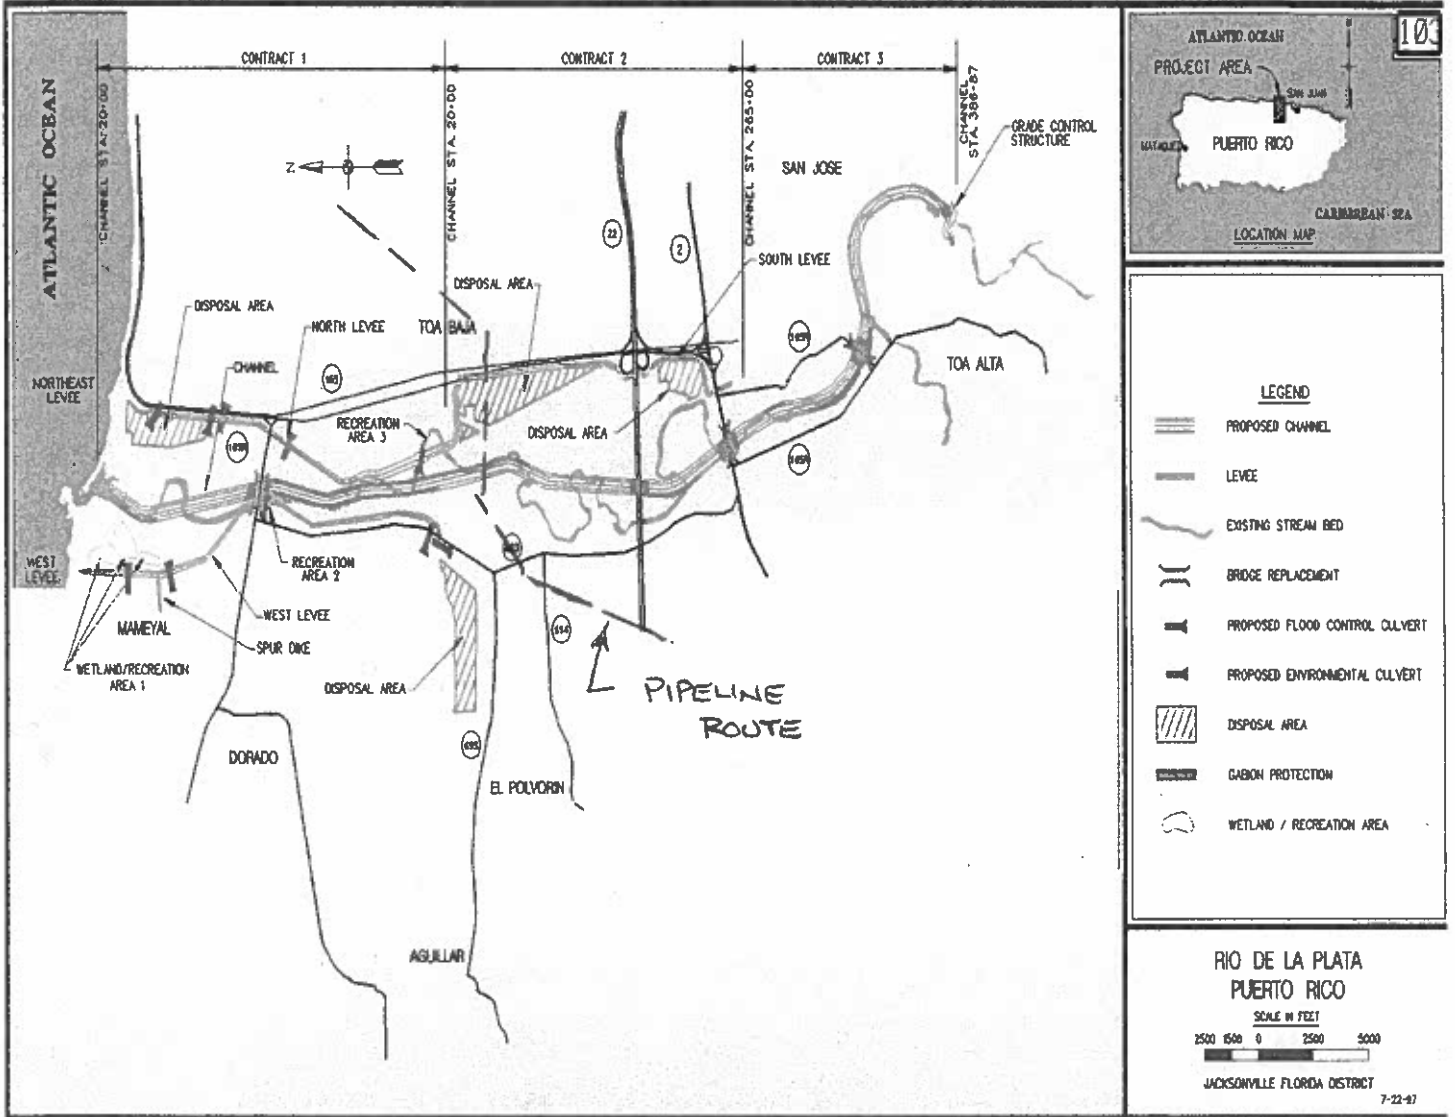 CONTRACT 1
CONTRACT 2
CONTRACT 3
ATLANTIC OCEAN
CHANNEL STA. 20+00
CHANNEL STA. 20+00
CHANNEL STA. 265+00
CHANNEL
STA. 386+87
GRADE CONTROL
STRUCTURE
SAN JOSE
N
22
2
SOUTH LEVEE
DISPOSAL AREA
DISPOSAL AREA
NORTH LEVEE
TOA BAJA
CHANNEL
165
NORTHEAST
LEVEE
RECREATION
AREA 3
DISPOSAL AREA
TOA ALTA
WEST
LEVEE
RECREATION
AREA 2
WEST LEVEE
SPUR DIKE
MAMEYAL
WETLAND/RECREATION
AREA 1
DISPOSAL AREA
PIPELINE
ROUTE
DORADO
695
EL POLVORIN
AGUILLAR
103
ATLANTIC OCEAN
PROJECT AREA
SAN JUAN
PUERTO RICO
CARIBBEAN SEA
LOCATION MAP
LEGEND
PROPOSED CHANNEL
LEVEE
EXISTING STREAM BED
BRIDGE REPLACEMENT
PROPOSED FLOOD CONTROL CULVERT
PROPOSED ENVIRONMENTAL CULVERT
DISPOSAL AREA
GABION PROTECTION
WETLAND / RECREATION AREA
RIO DE LA PLATA
PUERTO RICO
SCALE IN FEET
2500 1500 0 2500 5000
JACKSONVILLE FLORIDA DISTRICT
7-22-97